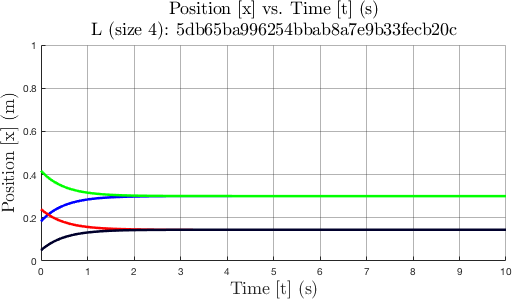 Position [x] vs. Time [t] (s)
L (size 4): 5db65ba996254bbab8a7e9b33fecb20c
Position [x] (m)
1
0.8
0.6
0.4
0.2
0
0 1 2 3 4 5 6 7 8 9 10
Time [t] (s)